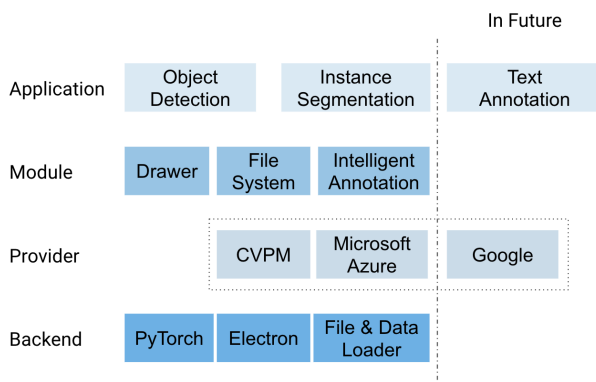 In Future
Application
Object
Detection
Instance
Segmentation
Text
Annotation
Module
Drawer
File
System
Intelligent
Annotation
Provider
CVPM
Microsoft
Azure
Google
Backend
PyTorch
Electron
File & Data
Loader